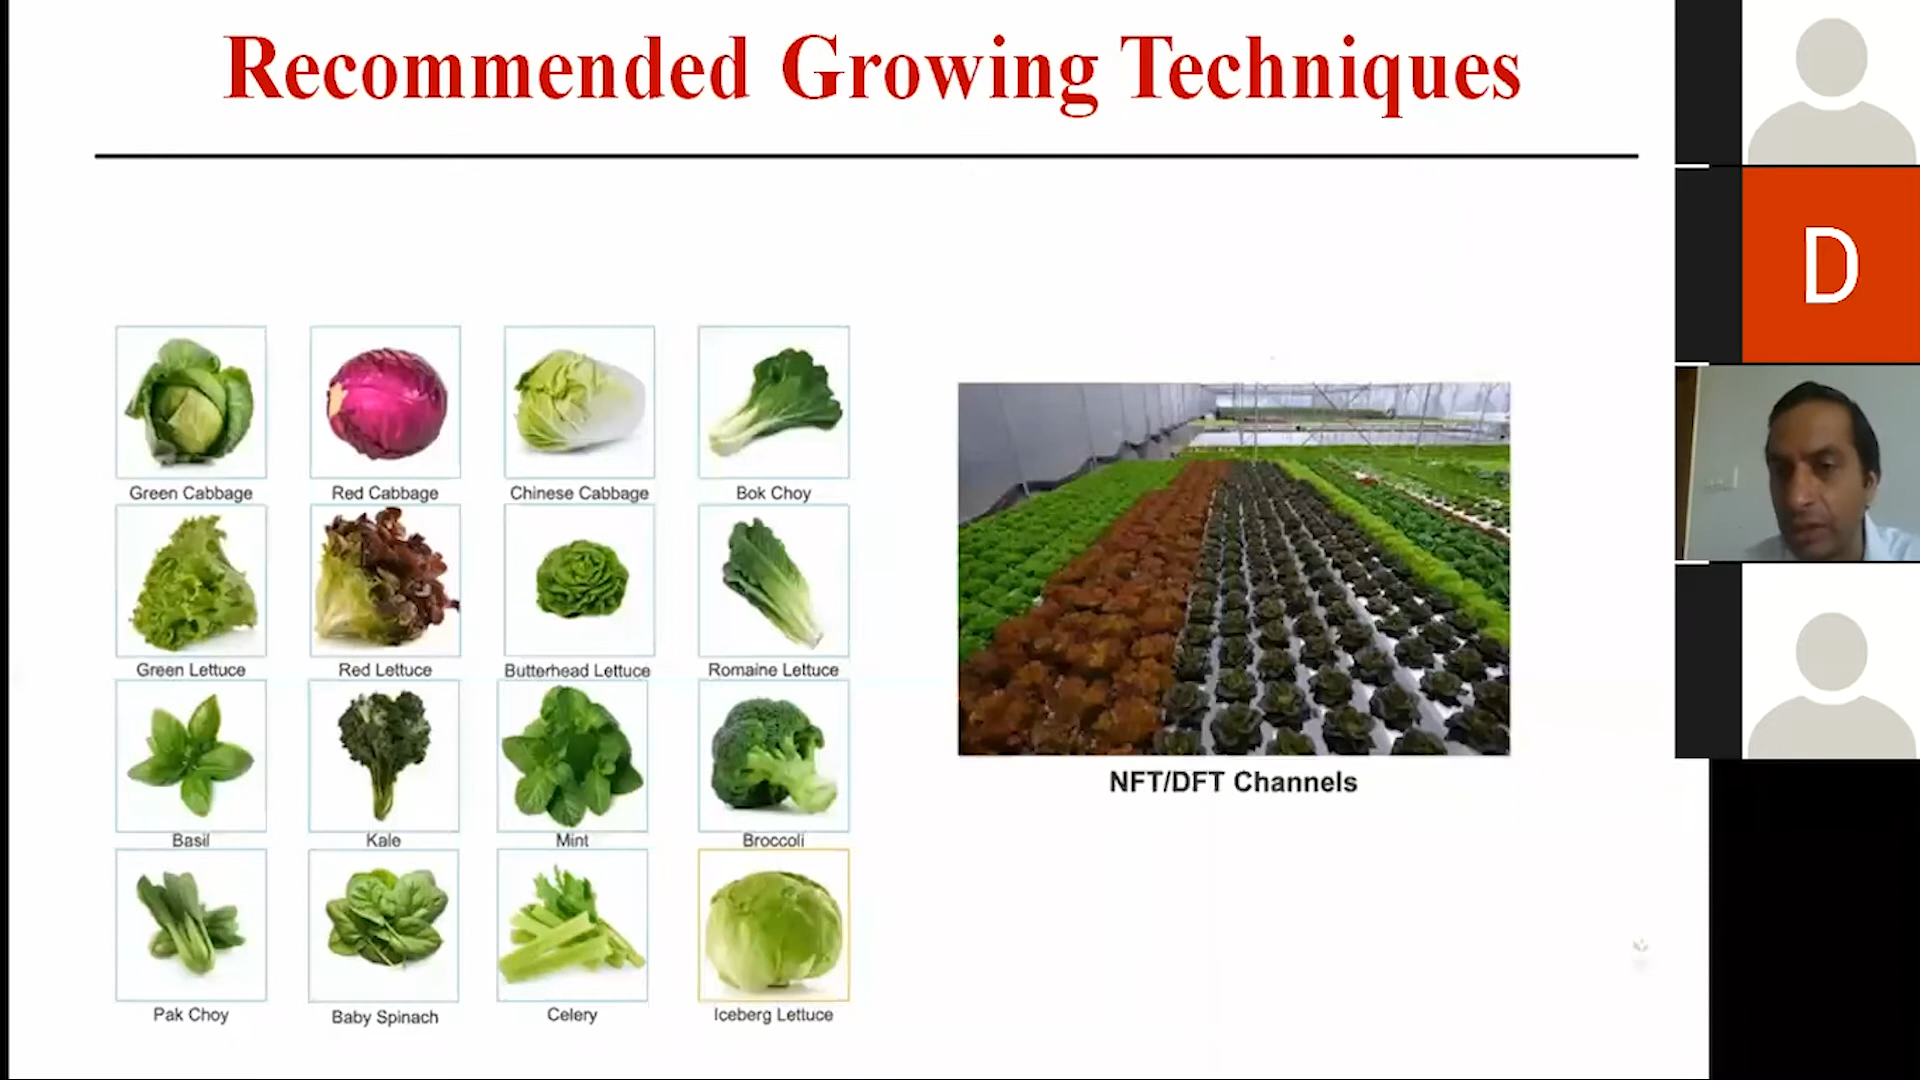 Recommended Growing Techniques
D
Green Cabbage
Red Cabbage
Chinese Cabbage
Bok Choy
Green Lettuce
Red Lettuce
Butterhead Lettuce
Romaine Lettuce
NFT/DFT Channels
Basil
Kale
Mint
Broccoli
Pak Choy
Baby Spinach
Celery
Iceberg Lettuce